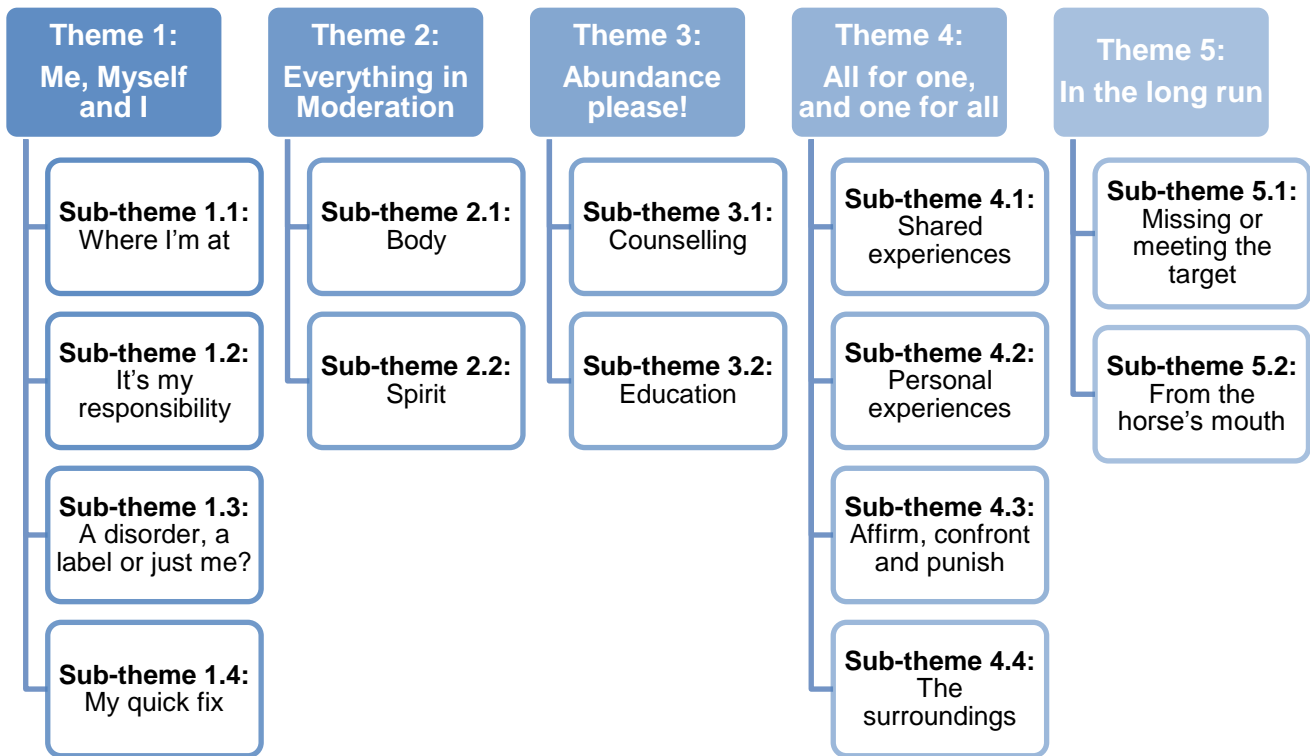 Theme 1:
Me, Myself
and I
Sub-theme 1.1:
Where I'm at
Sub-theme 1.2:
It's my
responsibility
Sub-theme 1.3:
A disorder, a
label or just me?
Sub-theme 1.4:
My quick fix
Theme 2:
Everything in
Moderation
Sub-theme 2.1:
Body
Sub-theme 2.2:
Spirit
Theme 3:
Abundance
please!
Sub-theme 3.1:
Counselling
Sub-theme 3.2:
Education
Theme 4:
All for one,
and one for all
Sub-theme 4.1:
Shared
experiences
Sub-theme 4.2:
Personal
experiences
Sub-theme 4.3:
Affirm, confront
and punish
Sub-theme 4.4:
The
surroundings
Theme 5:
In the long run
Sub-theme 5.1:
Missing or
meeting the
target
Sub-theme 5.2:
From the
horse's mouth